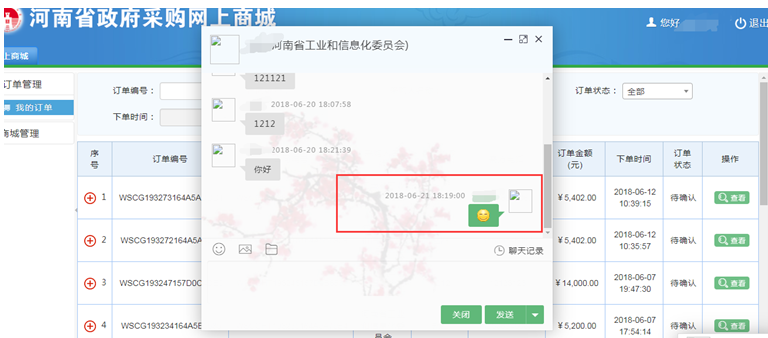 河南省政府采购网上商城
您好
退出
上商城
订单管理
我的订单
商城管理
订单编号：
下单时间：
订单状态：
全部
河南省工业和信息化委员会)
121121
2018-06-20 18:07:58
1212
2018-06-20 18:21:39
你好
2018-06-21 18:19:00
聊天记录
关闭
发送
序号
订单编号
订单金额
(元)
下单时间
订单
状态
操作
1
WSCG193273164A5A
￥5,402.00
2018-06-12
10:39:15
待确认
查看
2
WSCG193272164A5A
￥5,402.00
2018-06-12
10:35:57
待确认
查看
3
WSCG193247157D0C
￥14,000.00
2018-06-07
19:47:30
待确认
查看
4
WSCG193234164A5E
员会
￥5,200.00
2018-06-07
17:54:14
待确认
查看